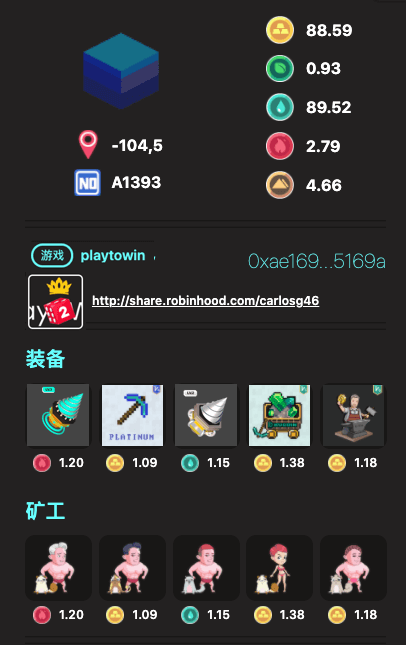 88.59
0.93
-104,5
89.52
2.79
NO A1393
4.66
游戏 playtowin
0xae169...5169a
2
http://share.robinhood.com/carlosg46
装备
PLATINUM
1.20 1.09 1.15 1.38 1.18
矿工
1.20 1.09 1.15 1.38 1.18